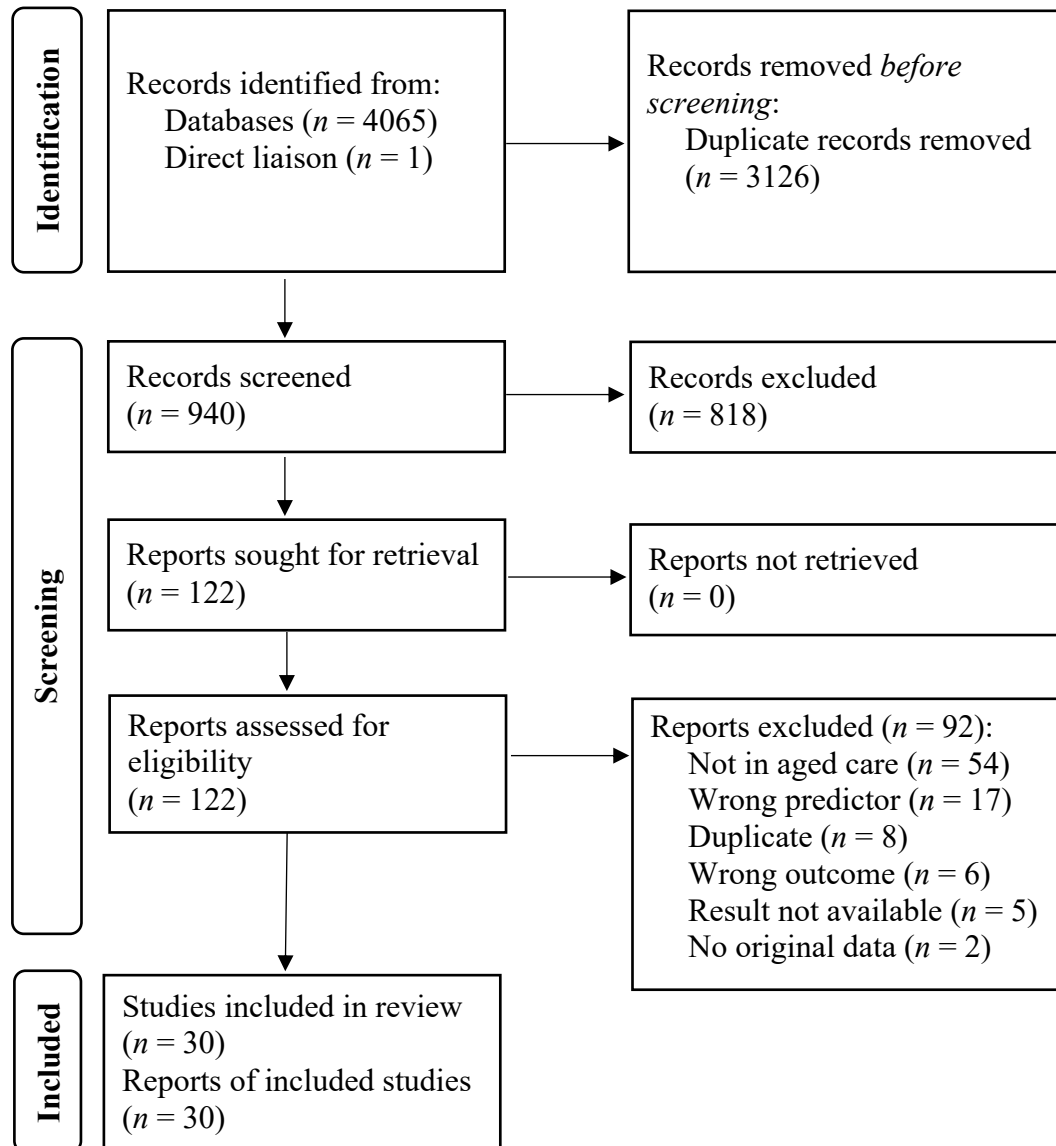 Identification
Records identified from:
Databases (n = 4065)
Direct liaison (n = 1)
Records removed before
screening:
Duplicate records removed
(n = 3126)
Screening
Records screened
(n = 940)
Records excluded
(n = 818)
Reports sought for retrieval
(n = 122)
Reports not retrieved
(n = 0)
Reports assessed for
eligibility
(n = 122)
Reports excluded (n = 92):
Not in aged care (n = 54)
Wrong predictor (n = 17)
Duplicate (n = 8)
Wrong outcome (n = 6)
Result not available (n = 5)
No original data (n = 2)
Included
Studies included in review
(n = 30)
Reports of included studies
(n = 30)